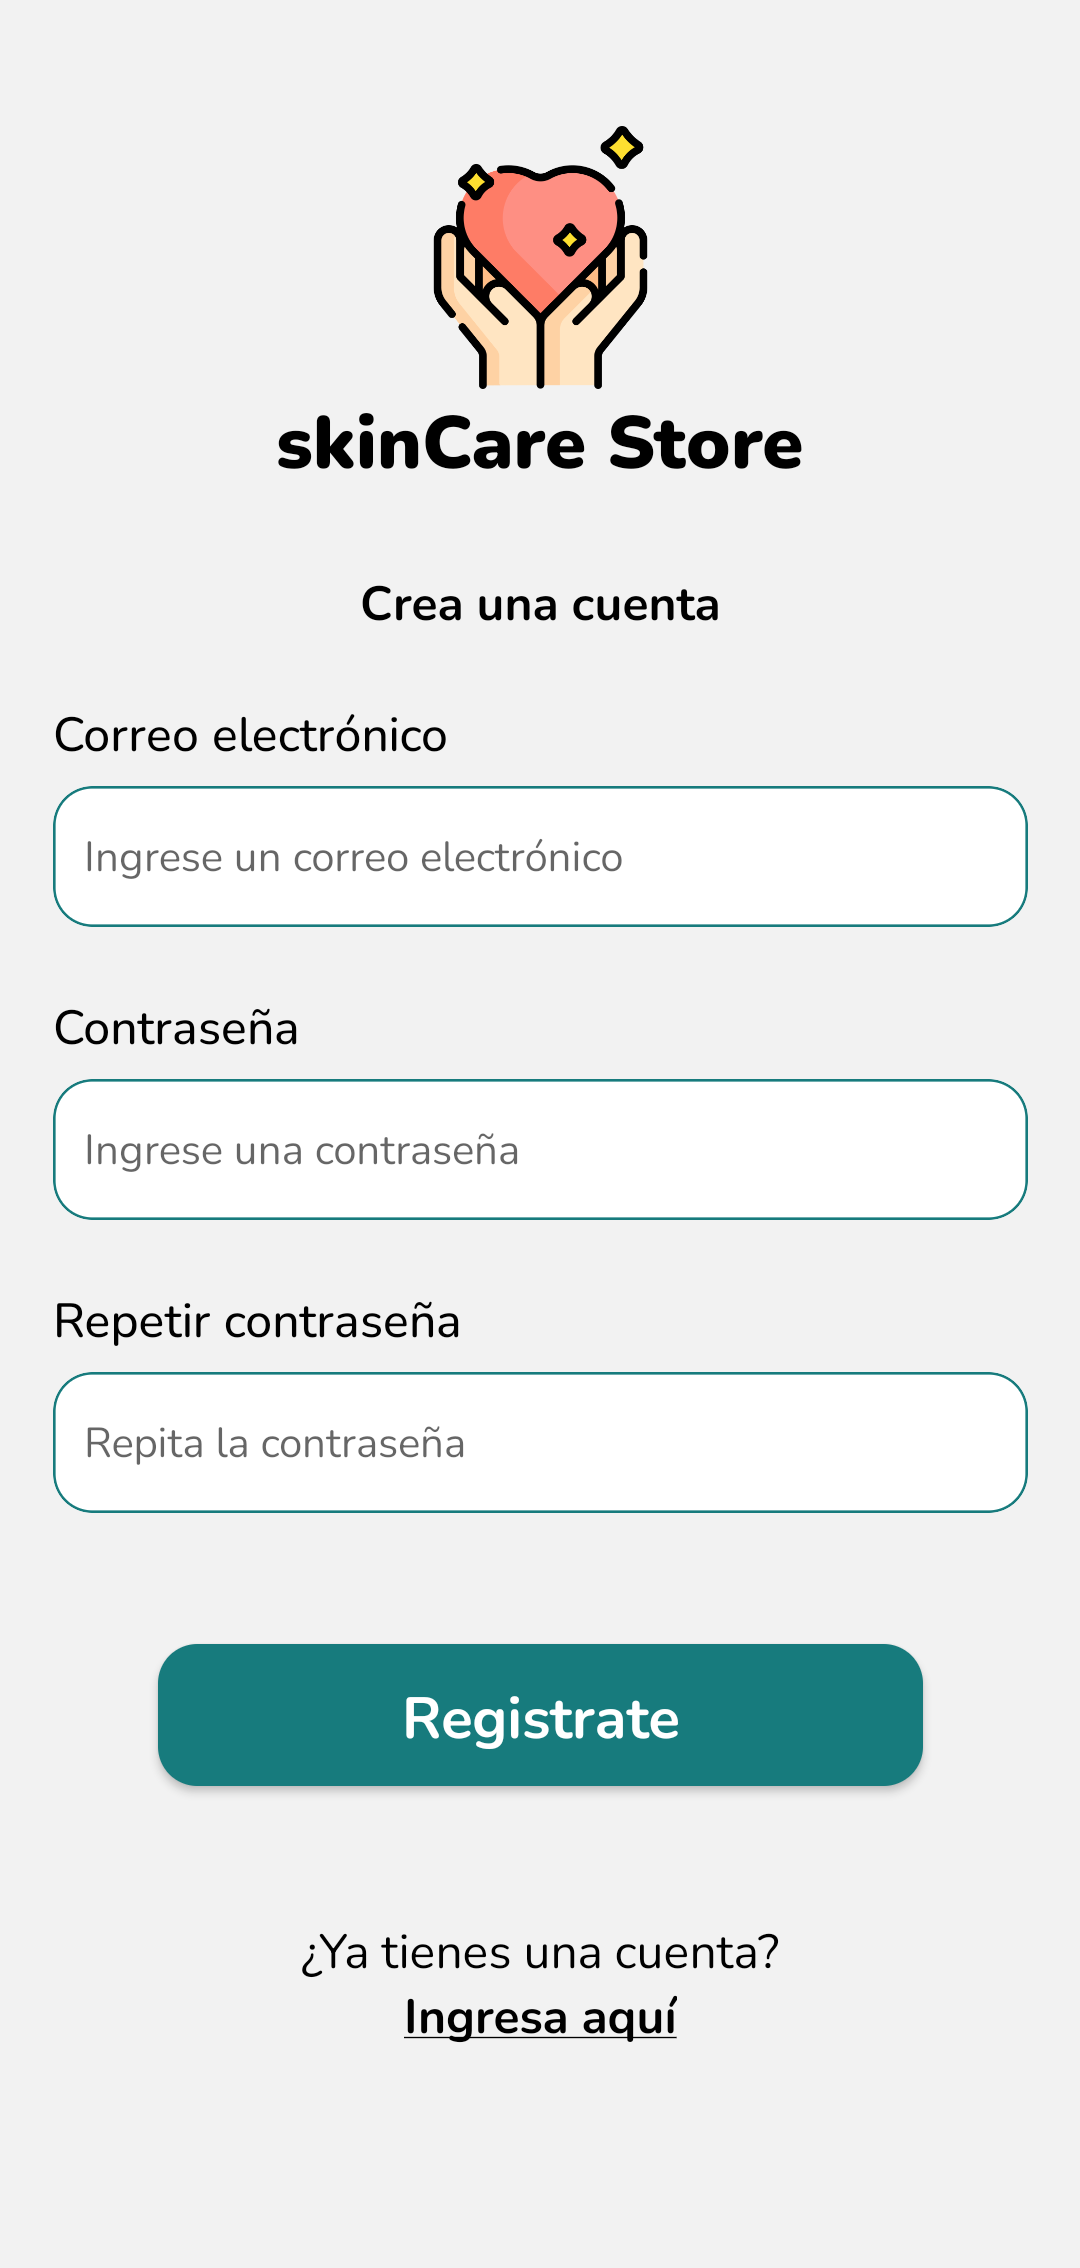 skinCare Store
Crea una cuenta
Correo electrónico
Ingrese un correo electrónico
Contraseña
Ingrese una contraseña
Repetir contraseña
Repita la contraseña
Registrate
¿Ya tienes una cuenta?
Ingresa aquí